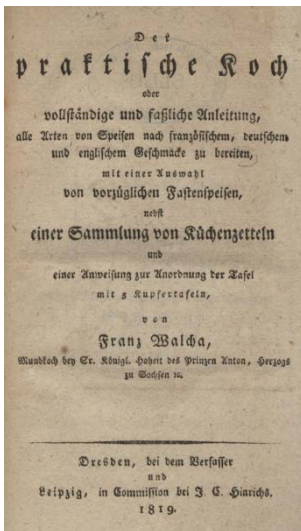 Der
praktische Koch
oder
vollständige und faßliche Anleitung,
alle Arten von Speisen nach französischem, deutschem
und englischem Geschmacke zu bereiten,
mit einer Auswahl
von vorzüglichen Fastenspeisen,
nebst
einer Sammlung von Küchenzetteln
und
einer Anweisung zur Anordnung der Tafel
mit 5 Kupfertafeln,
von
Franz Walcha,
Mundkoch bey Sr. Königl. Hoheit des Prinzen Anton, Herzogs
zu Sachsen ꝛc.
Dresden, bei dem Verfasser
und
Leipzig, in Commission bei J. C. Hinrichs.
1819.